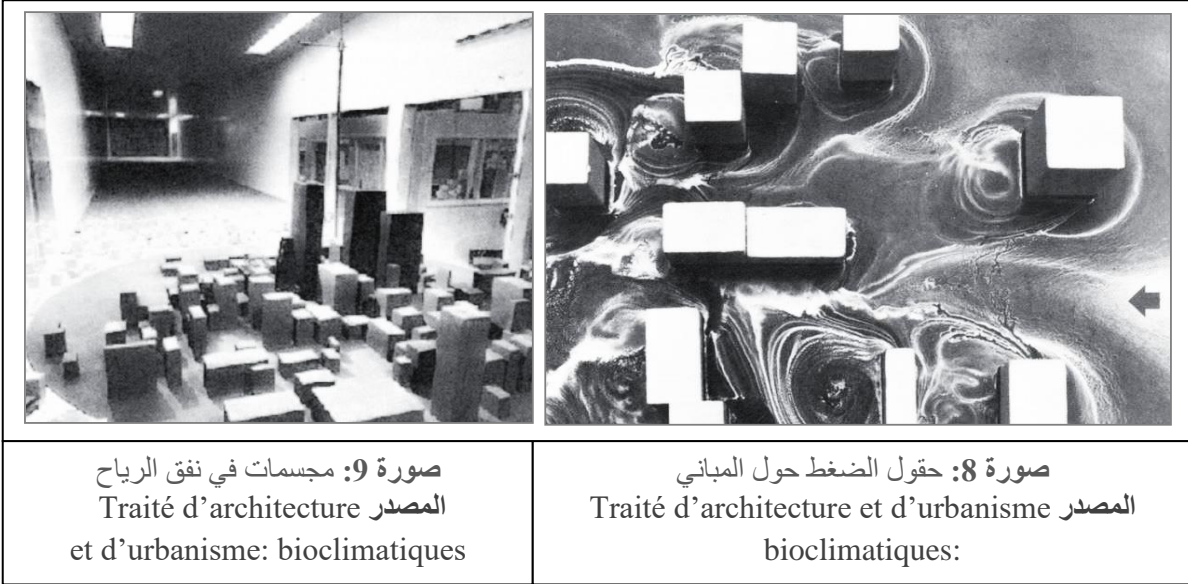 صورة 8: حقول الضغط حول المباني
المصدر Traité d’architecture et d’urbanisme
bioclimatiques:
صورة 9: مجسمات في نفق الرياح
المصدر Traité d’architecture
et d’urbanisme: bioclimatiques